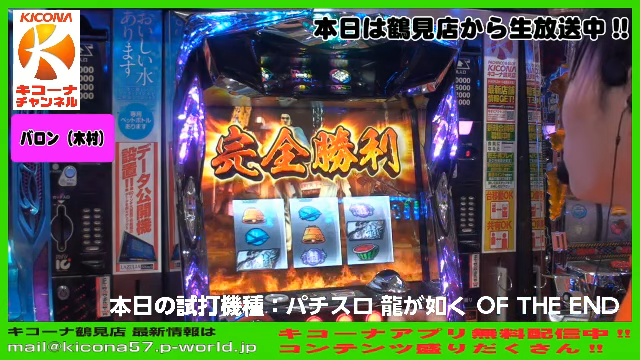 KICONA
キコーナ
チャンネル
本日は鶴見店から生放送中!!
バロン（木村）
おいしい水
あります
データ公開機
設置!!
完全勝利
本日の試打機種：パチスロ 龍が如く OF THE END
キコーナ鶴見店 最新情報は
mail@kicona57.p-world.jp
キコーナアプリ無料配信中!!
コンテンツ盛りだくさん!!